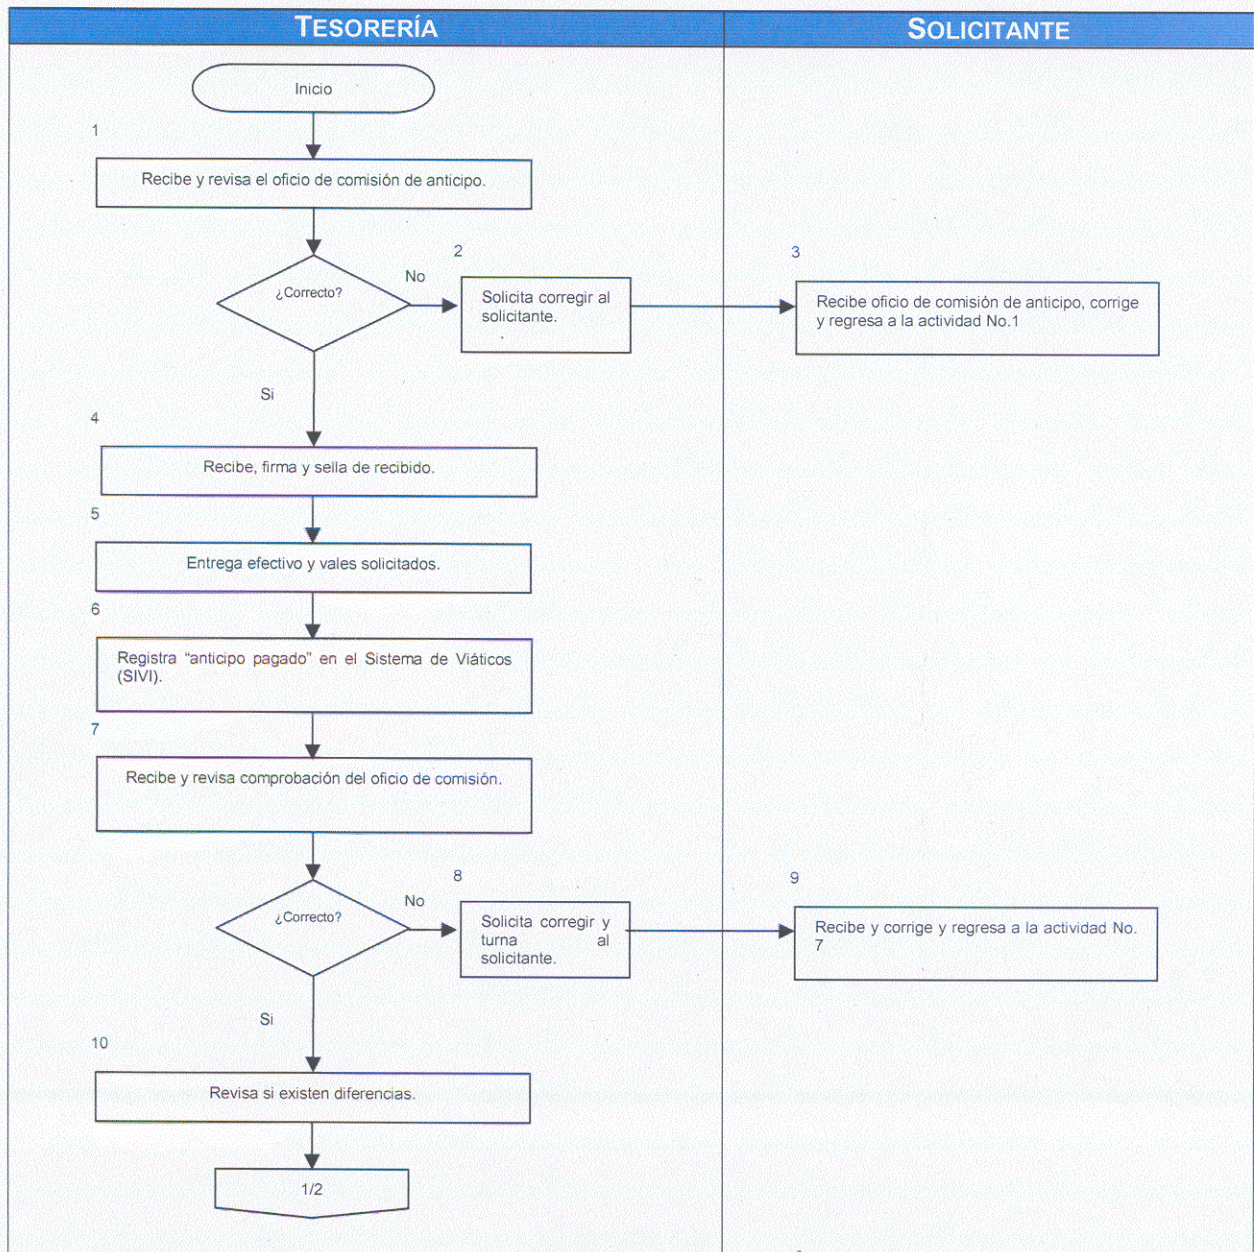 TESORERÍA
SOLICITANTE
Inicio
1
Recibe y revisa el oficio de comisión de anticipo.
¿Correcto?
No
2
Solicita corregir al
solicitante.
3
Recibe oficio de comisión de anticipo, corrige
y regresa a la actividad No.1
Si
4
Recibe, firma y sella de recibido.
5
Entrega efectivo y vales solicitados.
6
Registra “anticipo pagado” en el Sistema de Viáticos
(SIVI).
7
Recibe y revisa comprobación del oficio de comisión.
¿Correcto?
No
8
Solicita corregir y
turna al
solicitante.
9
Recibe y corrige y regresa a la actividad No.
7
Si
10
Revisa si existen diferencias.
1/2